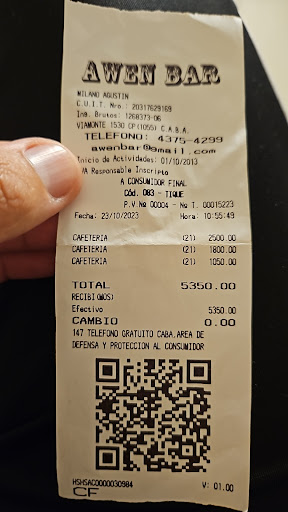 AWEN BAR
MILANO AGUSTIN
C.U.I.T. Nro.: 20317629169
Ing. Brutos: 1268373-06
VIAMONTE 1530 CP(1055) C.A.B.A.
TELEFONO: 4375-4299
awenbar@gmail.com
Inicio de Actividades: 01/10/2013
IVA Responsable Inscripto
A CONSUMIDOR FINAL
Cód. 083 - TIQUE
P.V.Nº 00004 - Nº T. 00015223
Fecha: 23/10/2023 Hora: 10:55:49
CAFETERIA (21) 2500.00
CAFETERIA (21) 1800.00
CAFETERIA (21) 1050.00
TOTAL 5350.00
RECIBI(MOS)
Efectivo 5350.00
CAMBIO 0.00
147 TELEFONO GRATUITO CABA,AREA DE
DEFENSA Y PROTECCION AL CONSUMIDOR
HSHSAC0000030984 V: 01.00
CF